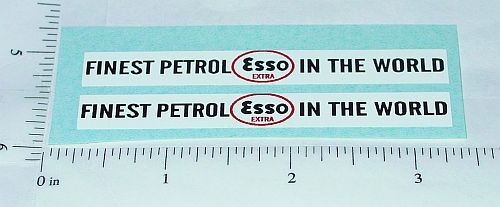 FINEST PETROL Esso EXTRA IN THE WORLD
FINEST PETROL Esso EXTRA IN THE WORLD
5
6
0 in 1 2 3